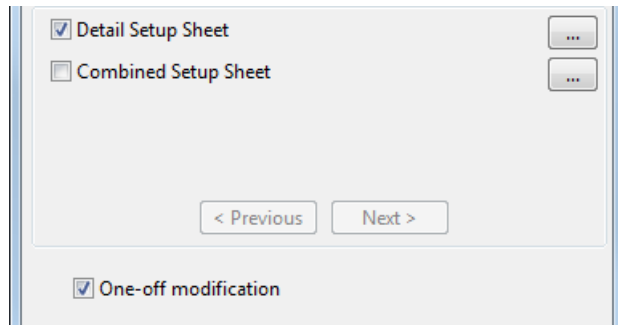 Detail Setup Sheet ...
Combined Setup Sheet ...
< Previous Next >
One-off modification